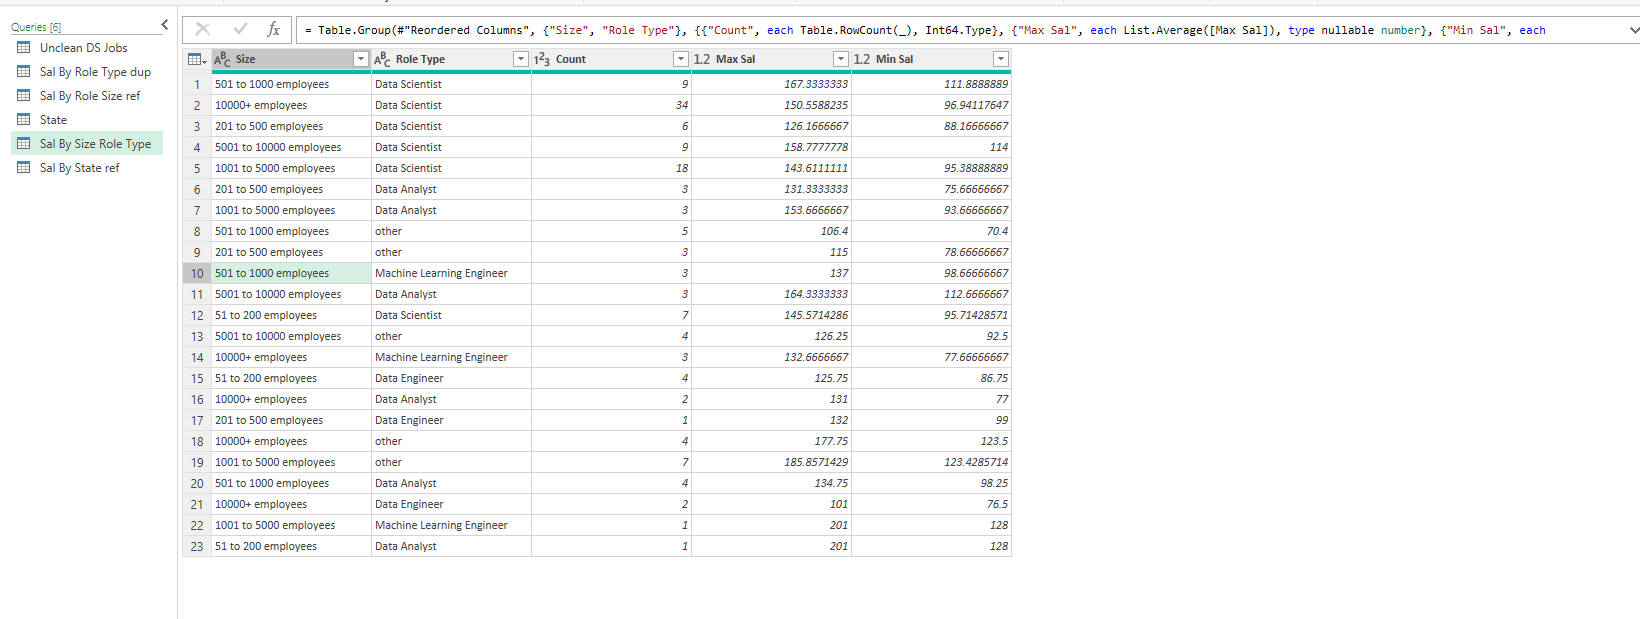 Queries [6]
Unclean DS Jobs
Sal By Role Type dup
Sal By Role Size ref
State
Sal By Size Role Type
Sal By State ref
fx = Table.Group(#"Reordered Columns", {"Size", "Role Type"}, {{"Count", each Table.RowCount(_), Int64.Type}, {"Max Sal", each List.Average([Max Sal]), type nullable number}, {"Min Sal", each
ABC Size ABC Role Type 123 Count 1.2 Max Sal 1.2 Min Sal
1 501 to 1000 employees Data Scientist 9 167.3333333 111.8888889
2 10000+ employees Data Scientist 34 150.5588235 96.94117647
3 201 to 500 employees Data Scientist 6 126.1666667 88.16666667
4 5001 to 10000 employees Data Scientist 9 158.7777778 114
5 1001 to 5000 employees Data Scientist 18 143.6111111 95.38888889
6 201 to 500 employees Data Analyst 3 131.3333333 75.66666667
7 1001 to 5000 employees Data Analyst 3 153.6666667 93.66666667
8 501 to 1000 employees other 5 106.4 70.4
9 201 to 500 employees other 3 115 78.66666667
10 501 to 1000 employees Machine Learning Engineer 3 137 98.66666667
11 5001 to 10000 employees Data Analyst 3 164.3333333 112.6666667
12 51 to 200 employees Data Scientist 7 145.5714286 95.71428571
13 5001 to 10000 employees other 4 126.25 92.5
14 10000+ employees Machine Learning Engineer 3 132.6666667 77.66666667
15 51 to 200 employees Data Engineer 4 125.75 86.75
16 10000+ employees Data Analyst 2 131 77
17 201 to 500 employees Data Engineer 1 132 99
18 10000+ employees other 4 177.75 123.5
19 1001 to 5000 employees other 7 185.8571429 123.4285714
20 501 to 1000 employees Data Analyst 4 134.75 98.25
21 10000+ employees Data Engineer 2 101 76.5
22 1001 to 5000 employees Machine Learning Engineer 1 201 128
23 51 to 200 employees Data Analyst 1 201 128